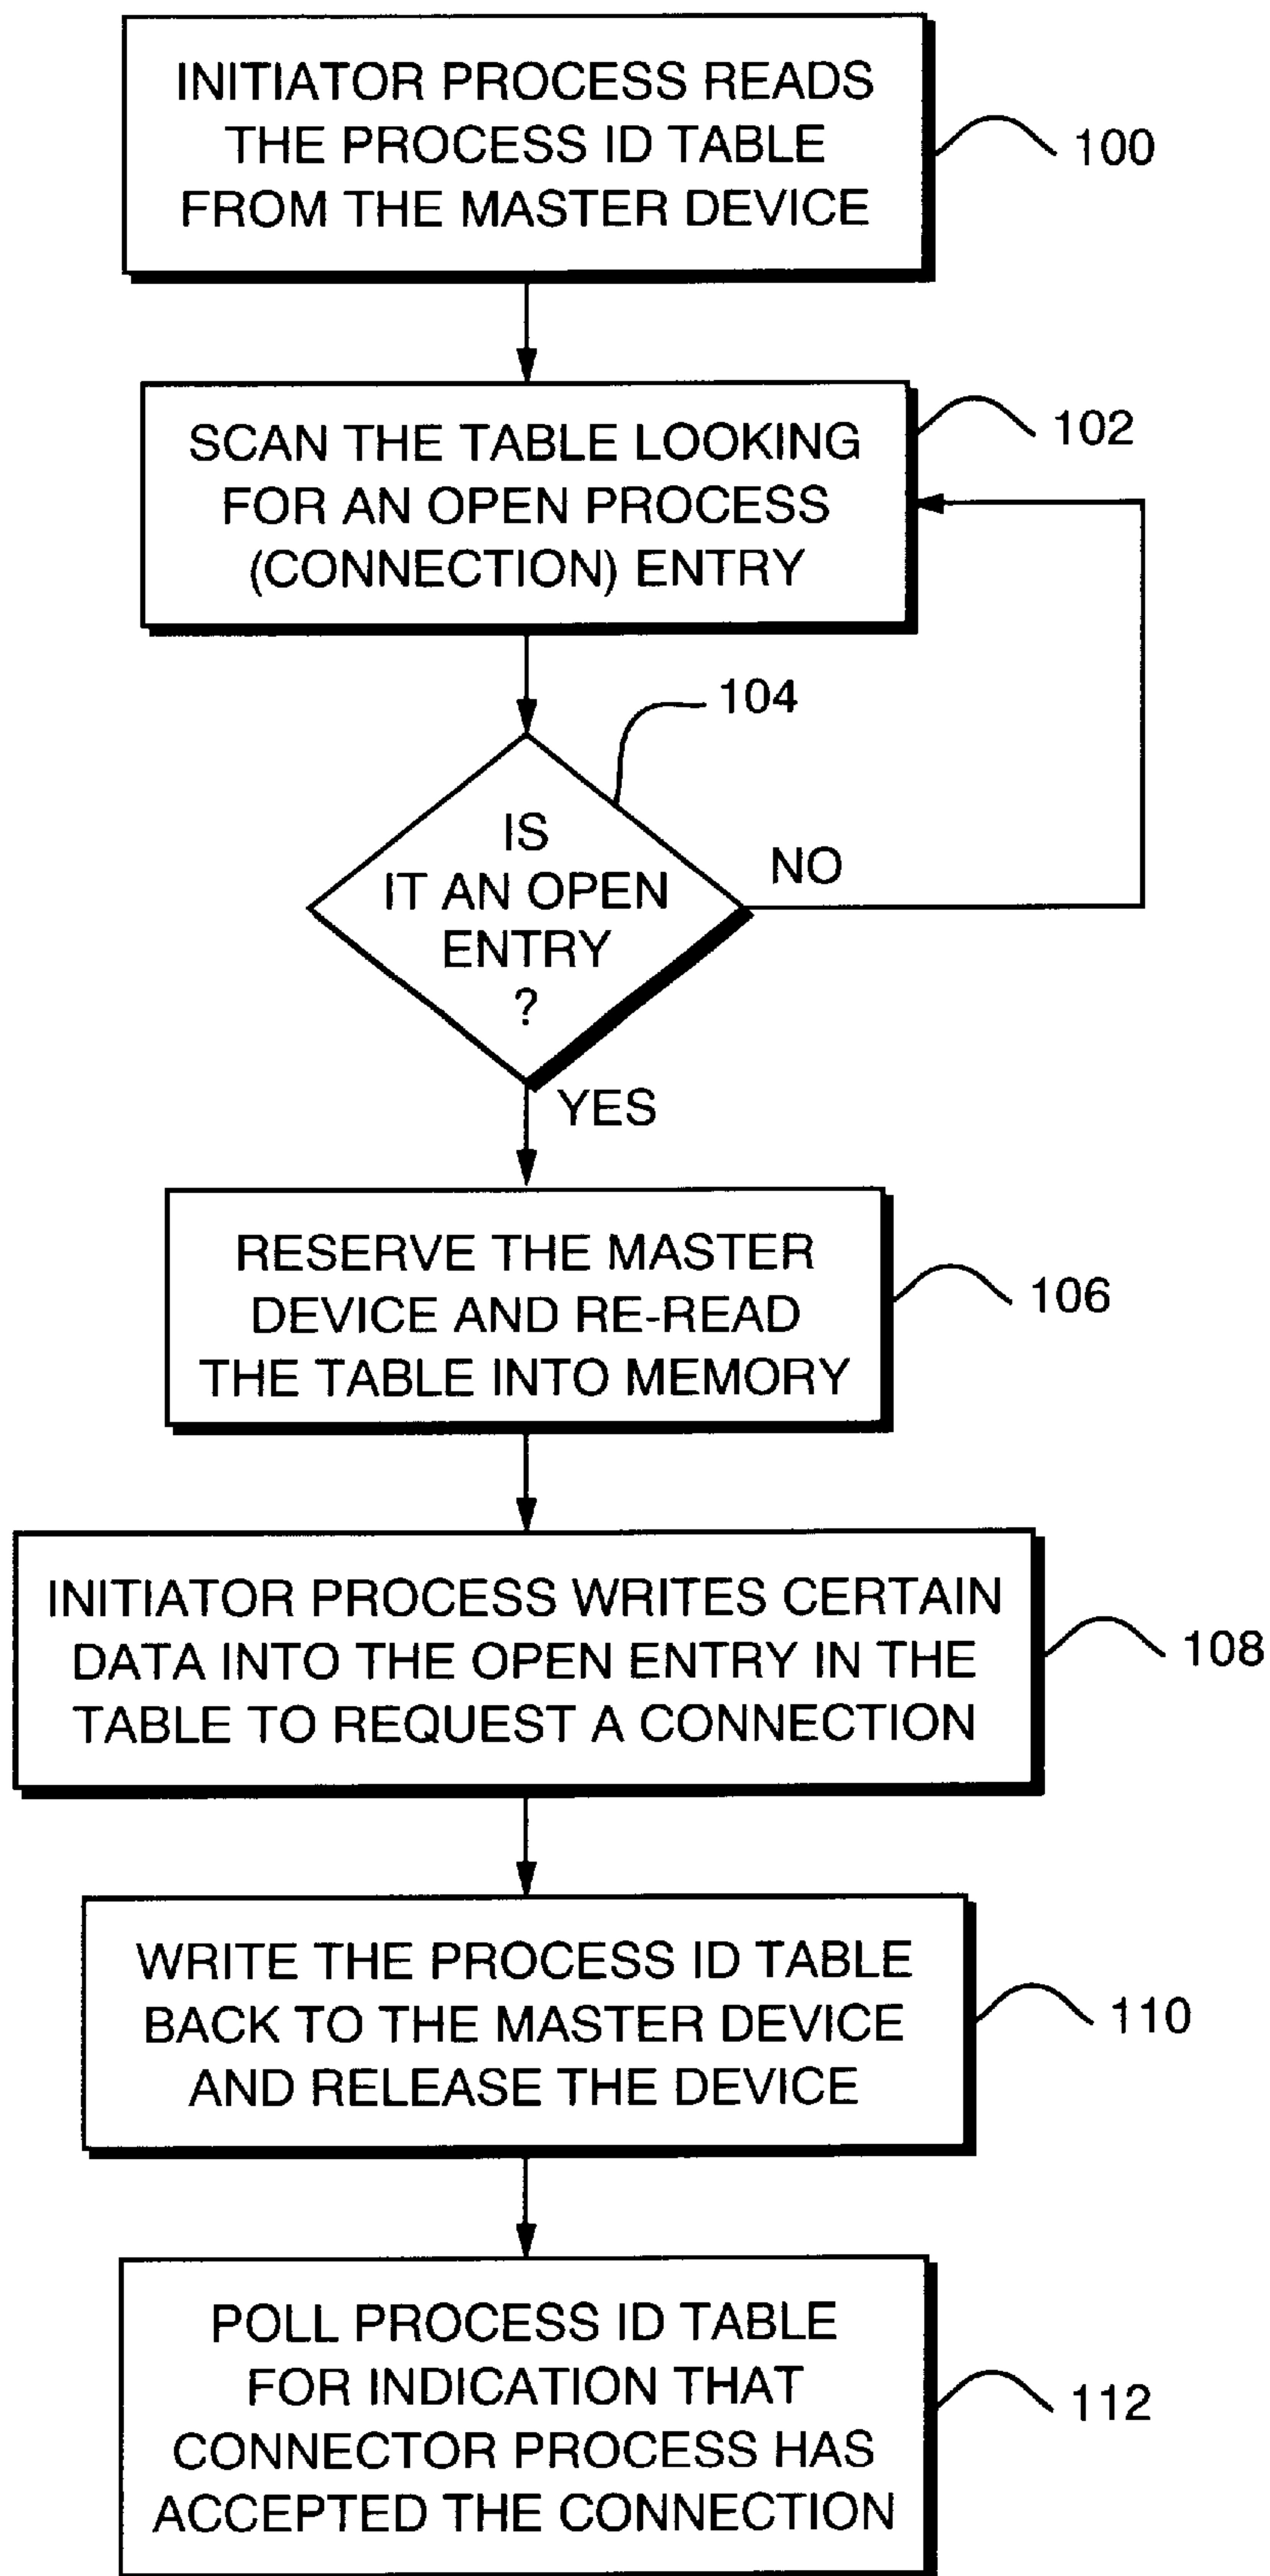 INITIATOR PROCESS READS
THE PROCESS ID TABLE
FROM THE MASTER DEVICE
100
SCAN THE TABLE LOOKING
FOR AN OPEN PROCESS
(CONNECTION) ENTRY
102
104
IS
IT AN OPEN
ENTRY
?
NO
YES
RESERVE THE MASTER
DEVICE AND RE-READ
THE TABLE INTO MEMORY
106
INITIATOR PROCESS WRITES CERTAIN
DATA INTO THE OPEN ENTRY IN THE
TABLE TO REQUEST A CONNECTION
108
WRITE THE PROCESS ID TABLE
BACK TO THE MASTER DEVICE
AND RELEASE THE DEVICE
110
POLL PROCESS ID TABLE
FOR INDICATION THAT
CONNECTOR PROCESS HAS
ACCEPTED THE CONNECTION
112